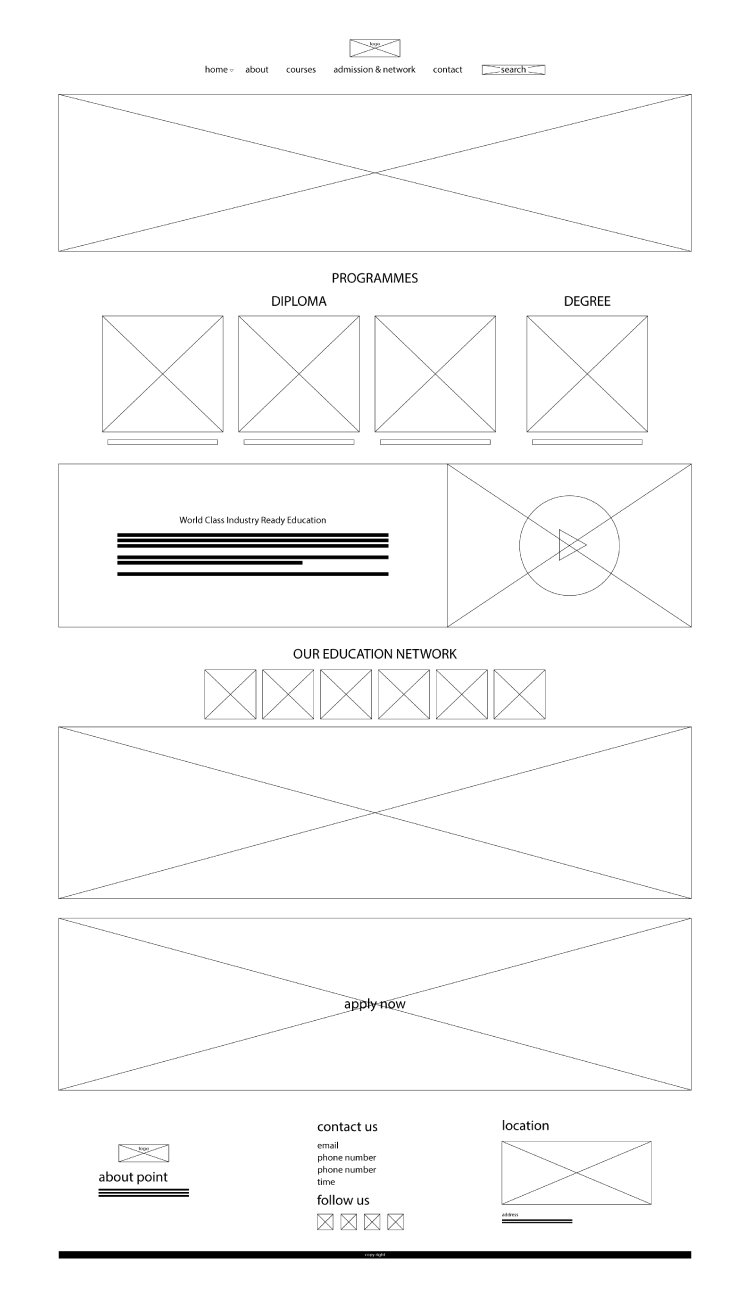 logo
home about courses admission & network contact search
PROGRAMMES
DIPLOMA DEGREE
World Class Industry Ready Education
OUR EDUCATION NETWORK
apply now
logo
about point
contact us
email
phone number
phone number
time
follow us
location
address
copy right